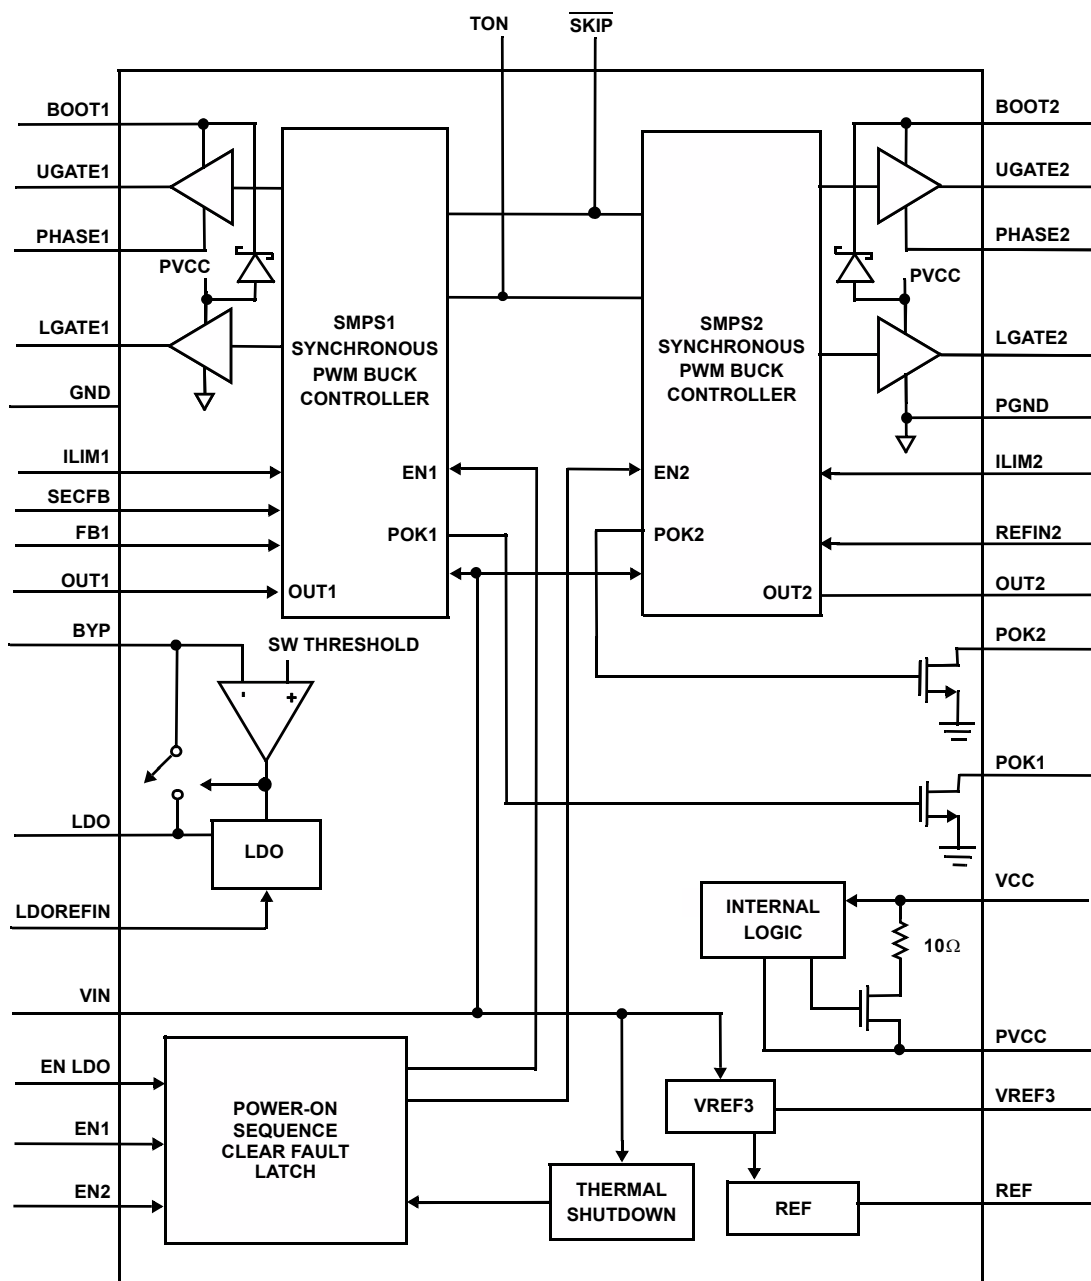 TON
SKIP
BOOT1
UGATE1
PHASE1
PVCC
LGATE1
GND
ILIM1
SECFB
FB1
OUT1
BYP
LDO
LDOREFIN
VIN
EN LDO
EN1
EN2
SMPS1
SYNCHRONOUS
PWM BUCK
CONTROLLER
EN1
POK1
OUT1
SMPS2
SYNCHRONOUS
PWM BUCK
CONTROLLER
EN2
POK2
OUT2
BOOT2
UGATE2
PHASE2
PVCC
LGATE2
PGND
ILIM2
REFIN2
OUT2
POK2
POK1
VCC
PVCC
VREF3
REF
SW THRESHOLD
- +
LDO
INTERNAL
LOGIC
10Ω
POWER-ON
SEQUENCE
CLEAR FAULT
LATCH
THERMAL
SHUTDOWN
VREF3
REF